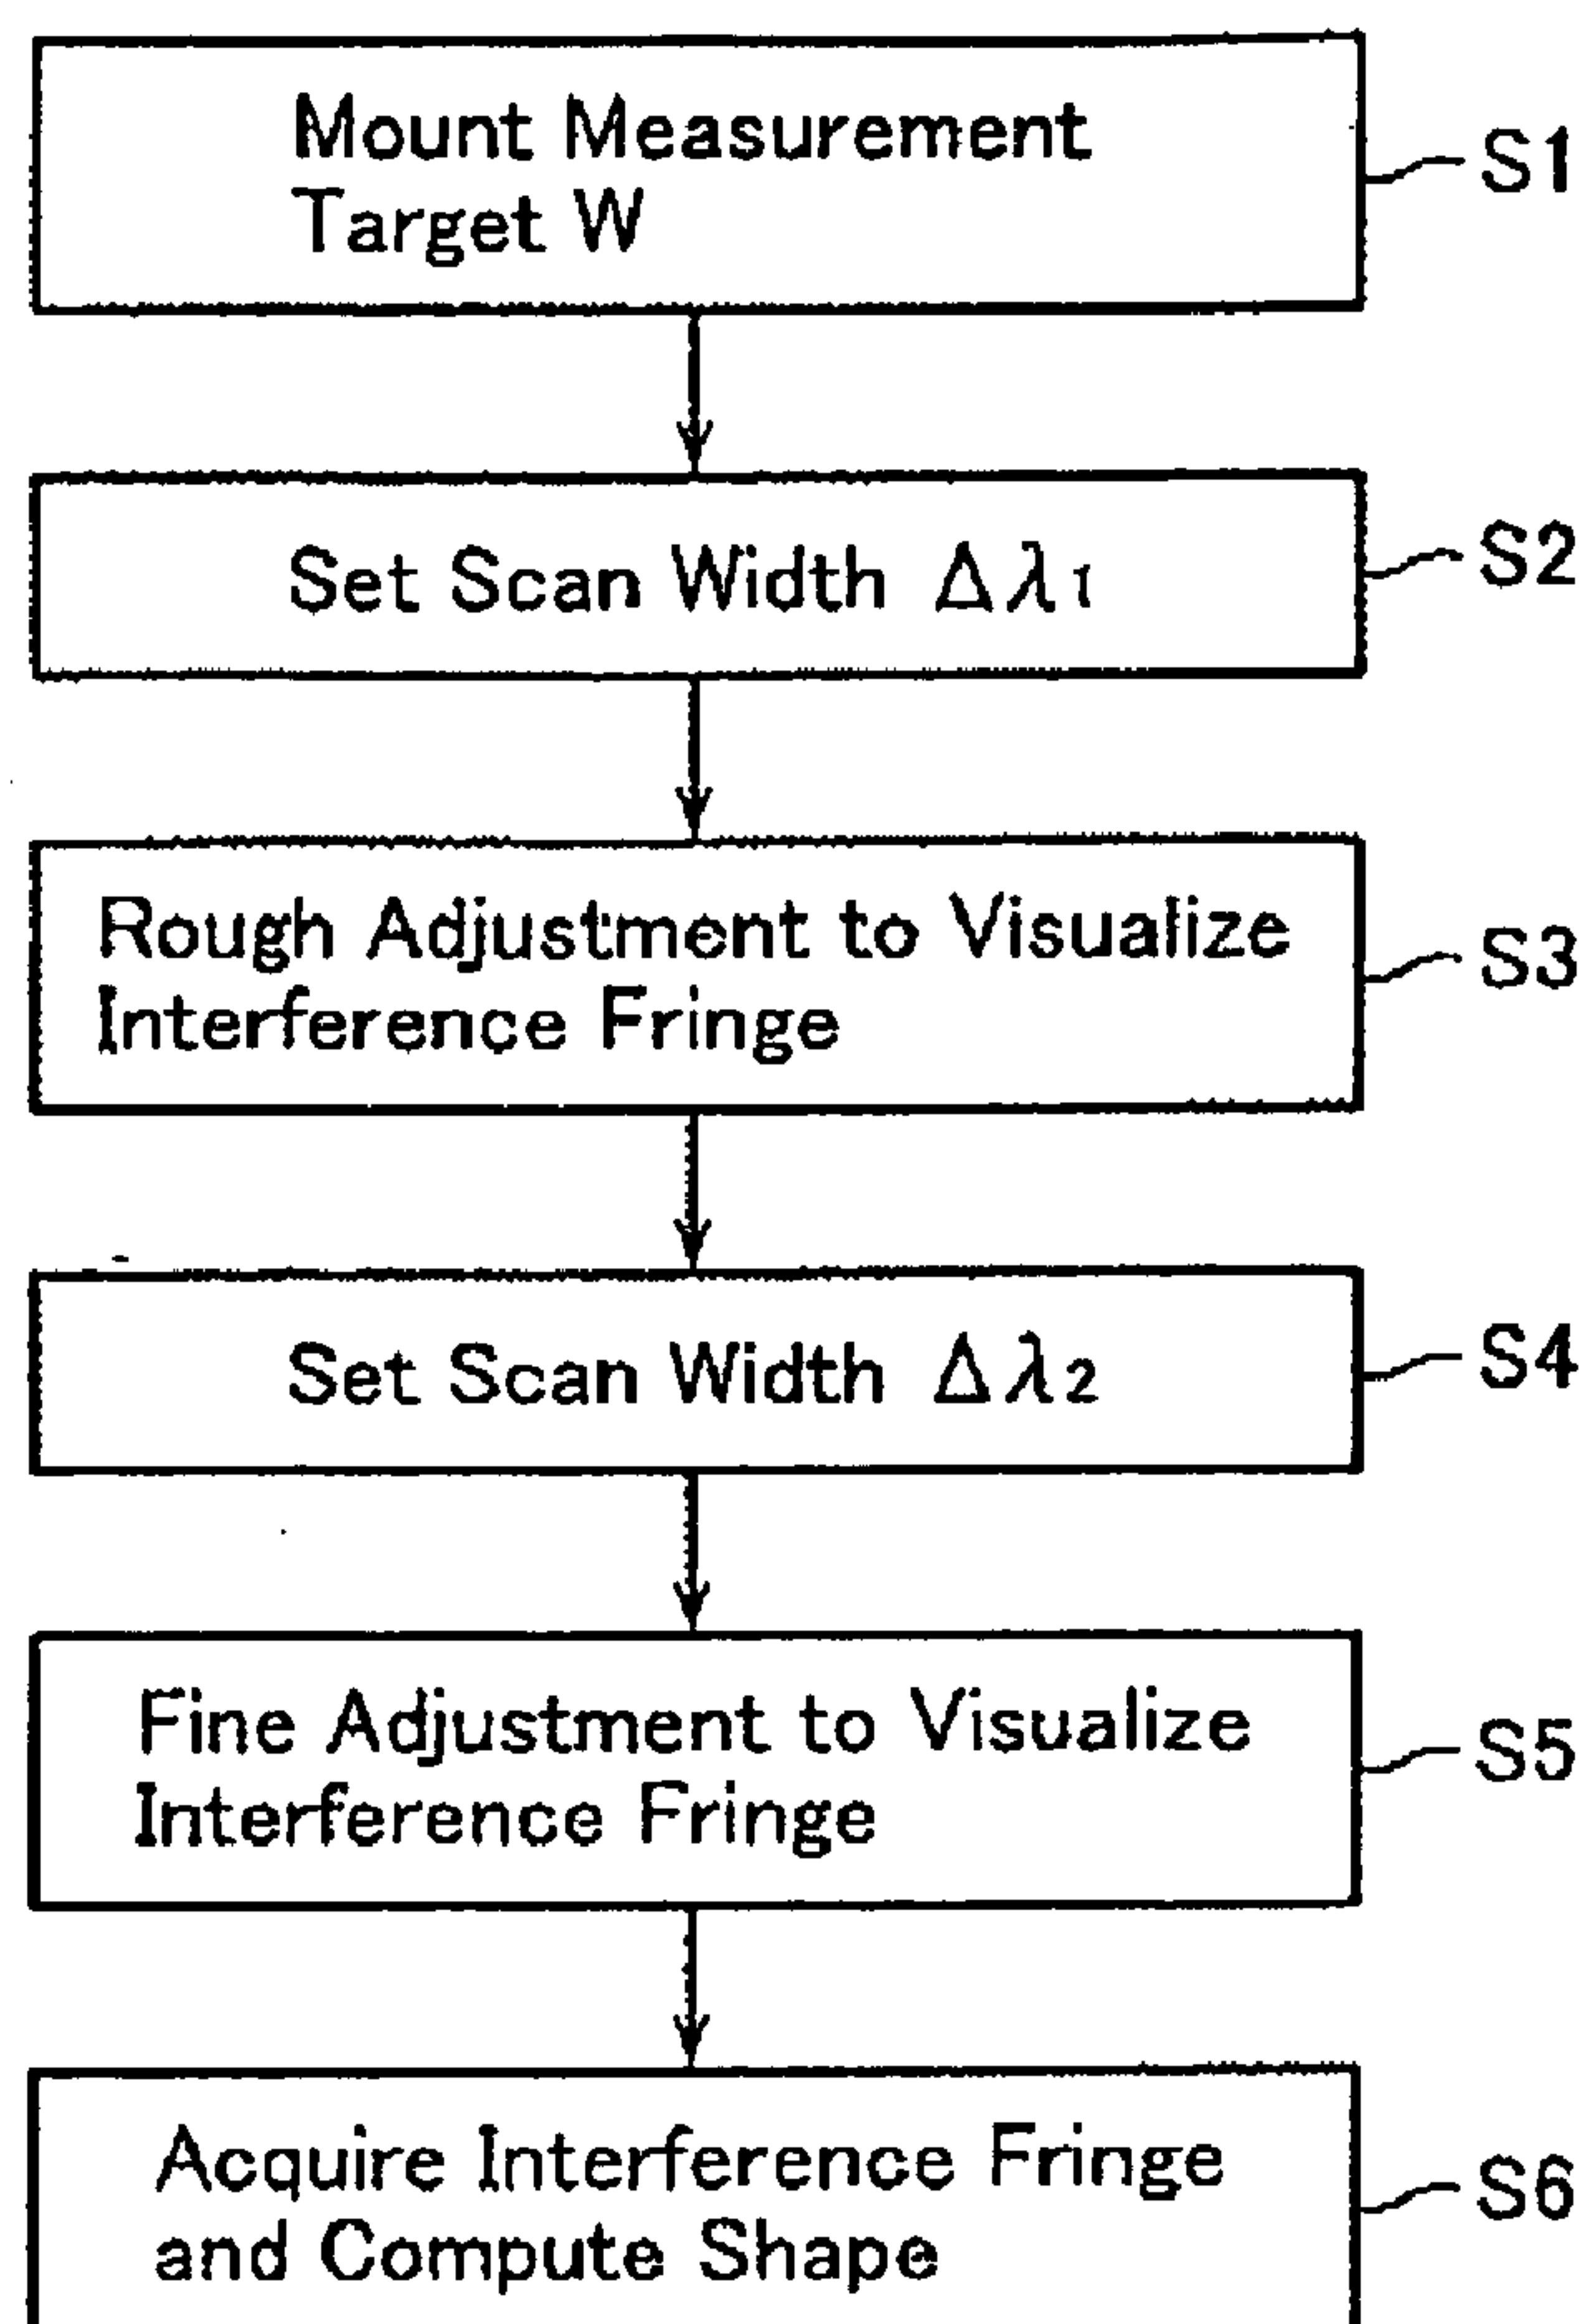 Mount Measurement
Target W
S1
Set Scan Width Δλ1
S2
Rough Adjustment to Visualize
Interference Fringe
S3
Set Scan Width Δλ2
S4
Fine Adjustment to Visualize
Interference Fringe
S5
Acquire Interference Fringe
and Compute Shape
S6